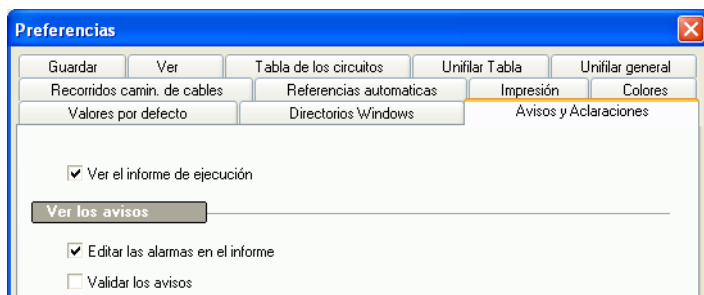 Preferencias
Guardar Ver Tabla de los circuitos Unifilar Tabla Unifilar general
Recorridos camin. de cables Referencias automaticas Impresión Colores
Valores por defecto Directorios Windows Avisos y Aclaraciones
Ver el informe de ejecución
Ver los avisos
Editar las alarmas en el informe
Validar los avisos